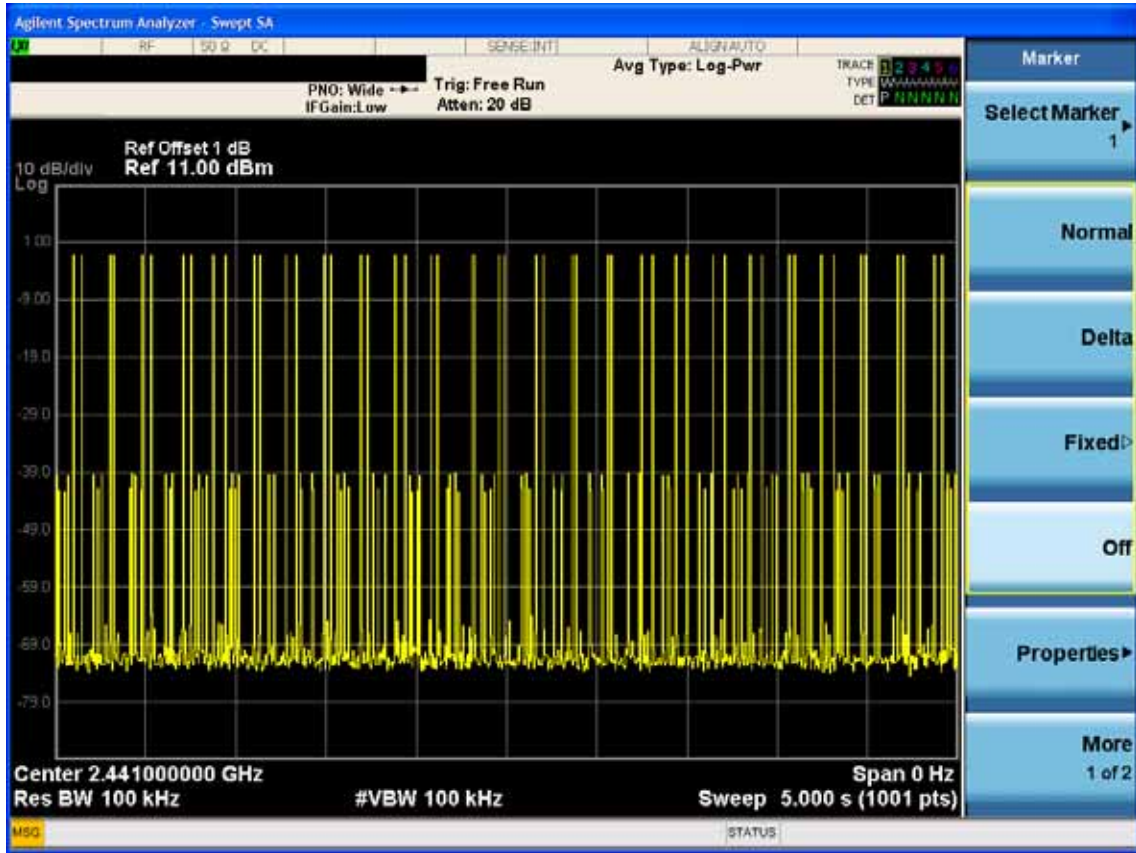 Agilent Spectrum Analyzer - Swept SA
LXI RF 50 Ω DC SENSE:INT ALIGN AUTO
PNO: Wide
IFGain:Low
Trig: Free Run
Atten: 20 dB
Avg Type: Log-Pwr
TRACE 1 2 3 4 5 6
TYPE
DET P N N N N N
10 dB/div
Log
Ref Offset 1 dB
Ref 11.00 dBm
1.00
-9.00
-19.0
-29.0
-39.0
-49.0
-59.0
-69.0
-79.0
Center 2.441000000 GHz
Span 0 Hz
Res BW 100 kHz
#VBW 100 kHz
Sweep 5.000 s (1001 pts)
MSG
STATUS
Marker
Select Marker
1
Normal
Delta
Fixed
Off
Properties
More
1 of 2